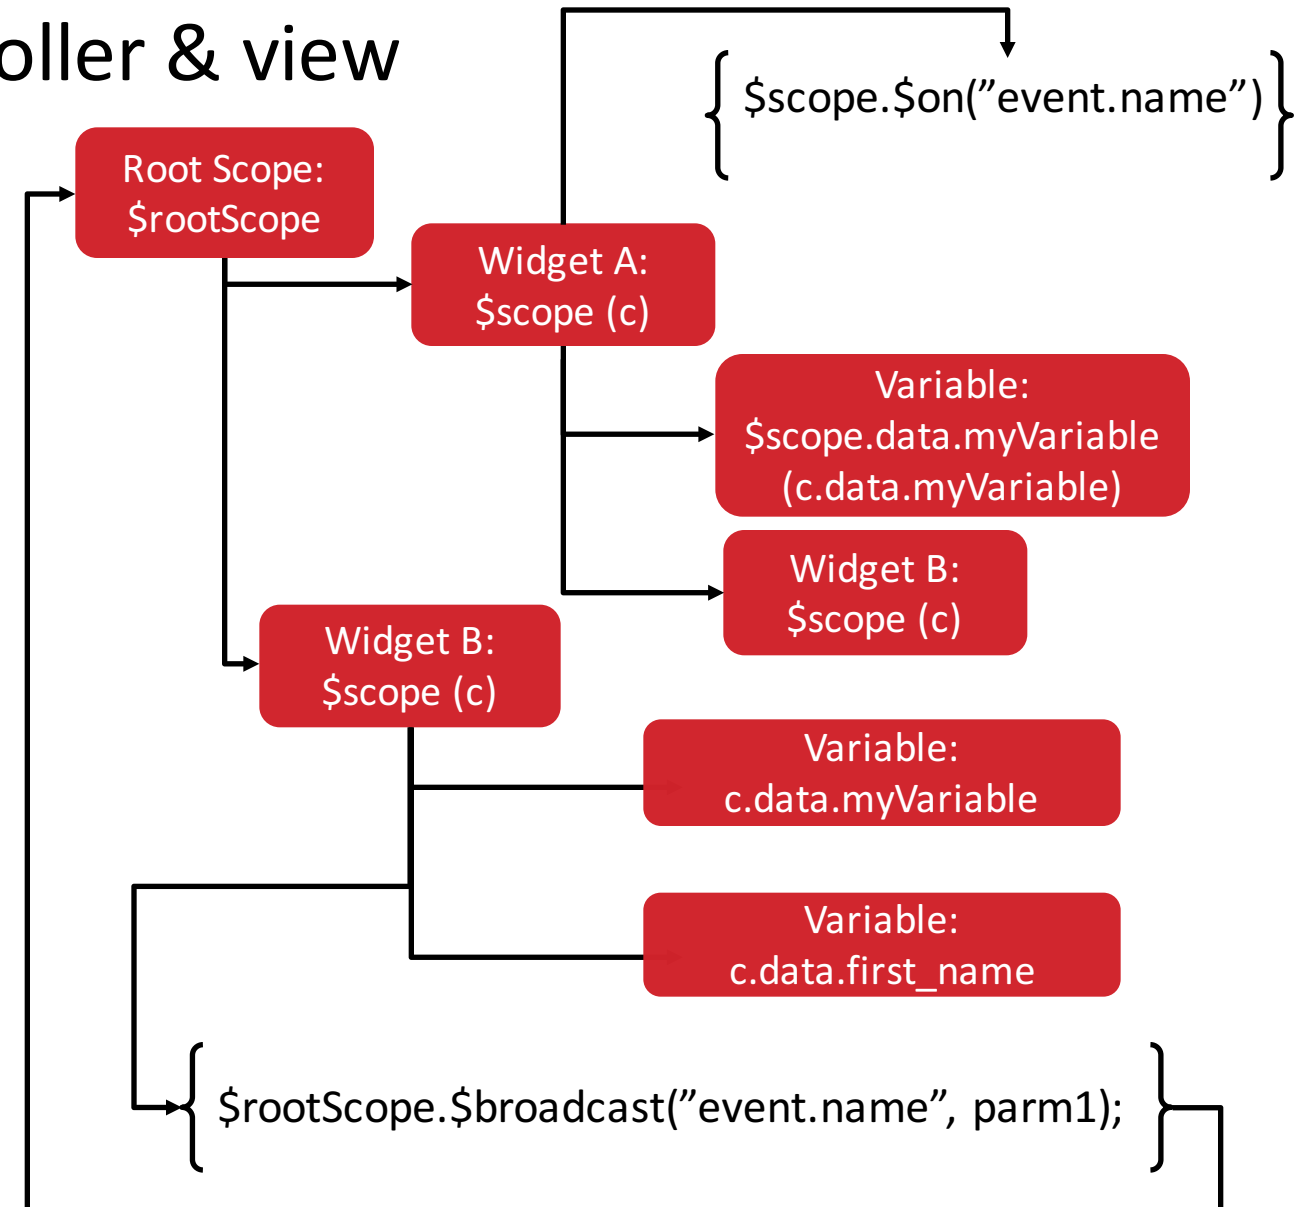 oller & view
$scope.$on(”event.name”)
Root Scope:
$rootScope
Widget A:
$scope (c)
Variable:
$scope.data.myVariable
(c.data.myVariable)
Widget B:
$scope (c)
Widget B:
$scope (c)
Variable:
c.data.myVariable
Variable:
c.data.first_name
$rootScope.$broadcast(”event.name”, parm1);